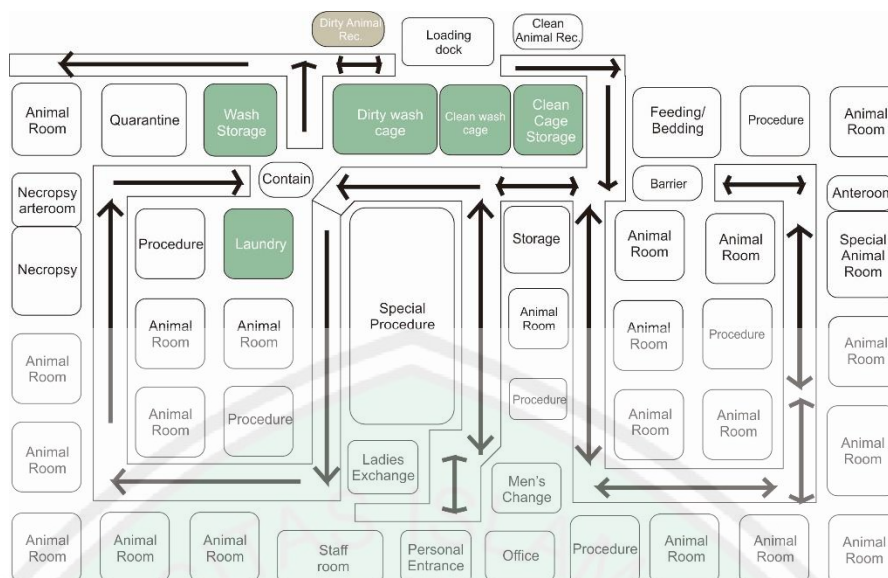 Dirty Animal
Rec.
Loading
dock
Clean
Animal Rec.
Animal
Room
Quarantine
Wash
Storage
Dirty wash
cage
Clean wash
cage
Clean
Cage
Storage
Feeding/
Bedding
Procedure
Animal
Room
Necropsy
arteroom
Contain
Barrier
Anteroom
Necropsy
Procedure
Laundry
Special
Procedure
Storage
Animal
Room
Animal
Room
Special
Animal
Room
Animal
Room
Animal
Room
Animal
Room
Animal
Room
Animal
Room
Procedure
Animal
Room
Animal
Room
Animal
Room
Procedure
Procedure
Animal
Room
Animal
Room
Animal
Room
Ladies
Exchange
Men's
Change
Animal
Room
Animal
Room
Animal
Room
Staff
room
Personal
Entrance
Office
Procedure
Animal
Room
Animal
Room
Animal
Room